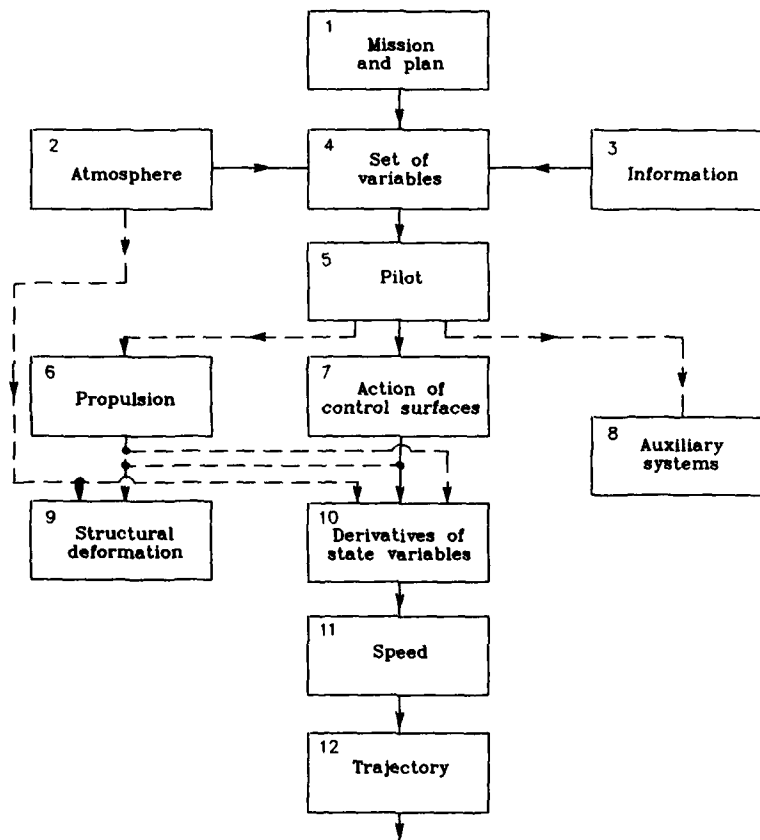 1
Mission
and plan
2
Atmosphere
4
Set of
variables
3
Information
5
Pilot
6
Propulsion
7
Action of
control surfaces
8
Auxiliary
systems
9
Structural
deformation
10
Derivatives of
state variables
11
Speed
12
Trajectory